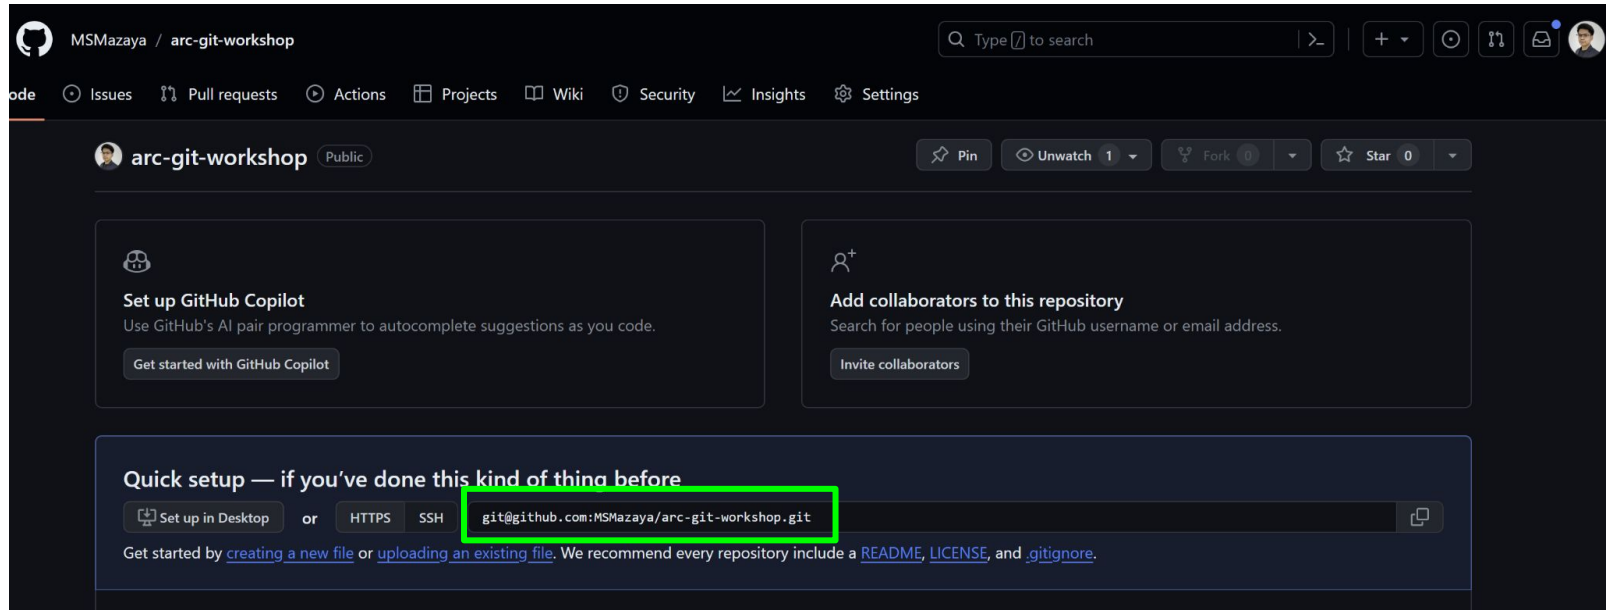 MSMazaya / arc-git-workshop
Type / to search
ode Issues Pull requests Actions Projects Wiki Security Insights Settings
arc-git-workshop Public
Pin Unwatch 1 Fork 0 Star 0
Set up GitHub Copilot
Use GitHub's AI pair programmer to autocomplete suggestions as you code.
Get started with GitHub Copilot
Add collaborators to this repository
Search for people using their GitHub username or email address.
Invite collaborators
Quick setup — if you've done this kind of thing before
Set up in Desktop or HTTPS SSH git@github.com:MSMazaya/arc-git-workshop.git
Get started by creating a new file or uploading an existing file. We recommend every repository include a README, LICENSE, and .gitignore.